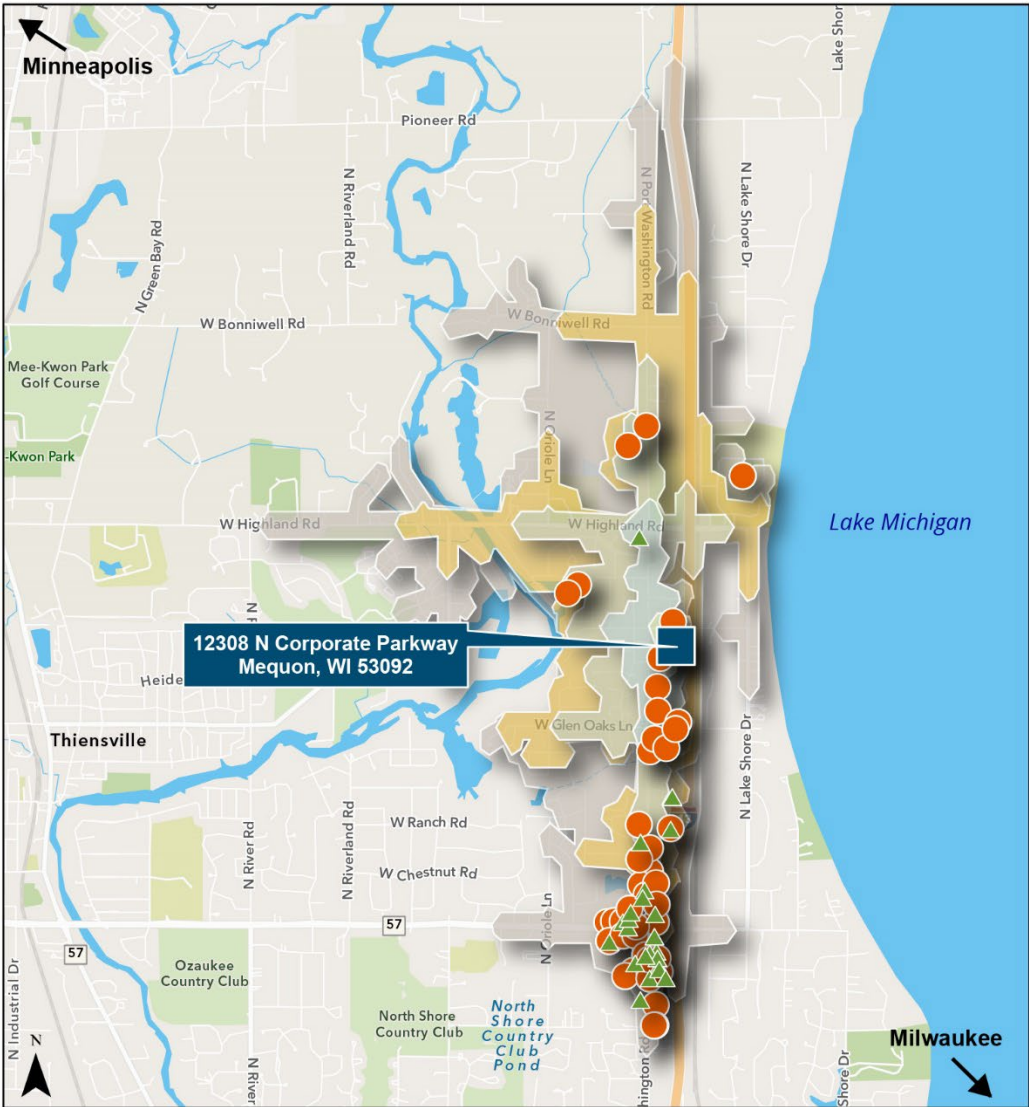 Minneapolis
Lake Shor
Pioneer Rd
N Riverland Rd
N Green Bay Rd
N Port Washington Rd
N Lake Shore Dr
W Bonniwell Rd
W Bonniwell Rd
Mee-Kwon Park
Golf Course
-Kwon Park
N Oriole Ln
W Highland Rd
W Highland Rd
Lake Michigan
12308 N Corporate Parkway
Mequon, WI 53092
Heide
W Glen Oaks Ln
Thiensville
N Lake Shore Dr
W Ranch Rd
N River Rd
N Riverland Rd
W Chestnut Rd
N Oriole Ln
57
57
Ozaukee
Country Club
N Industrial Dr
North Shore
Country Club
North
Shore
Country
Club
Pond
N River
hington Rd
Milwaukee
Shore Dr
N